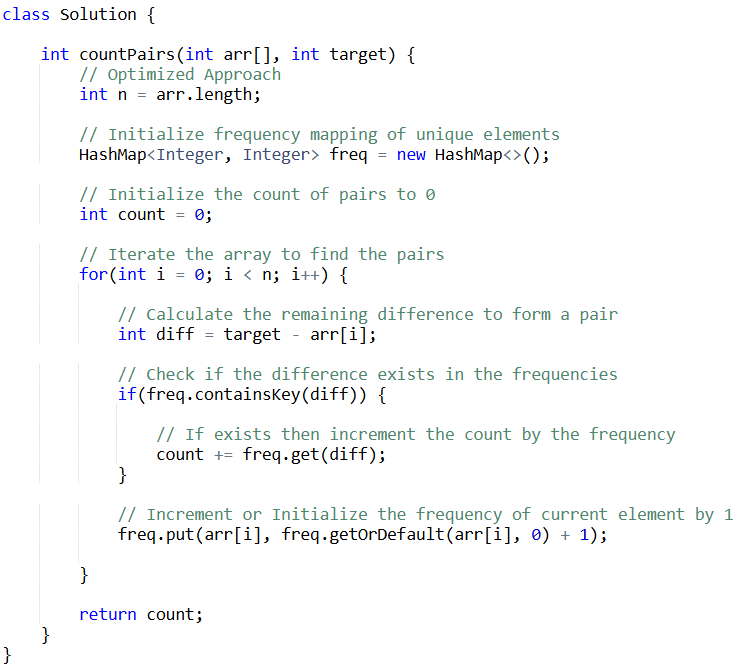 class Solution {
int countPairs(int arr[], int target) {
// Optimized Approach
int n = arr.length;
// Initialize frequency mapping of unique elements
HashMap<Integer, Integer> freq = new HashMap<>();
// Initialize the count of pairs to 0
int count = 0;
// Iterate the array to find the pairs
for(int i = 0; i < n; i++) {
// Calculate the remaining difference to form a pair
int diff = target - arr[i];
// Check if the difference exists in the frequencies
if(freq.containsKey(diff)) {
// If exists then increment the count by the frequency
count += freq.get(diff);
}
// Increment or Initialize the frequency of current element by 1
freq.put(arr[i], freq.getOrDefault(arr[i], 0) + 1);
}
return count;
}
}